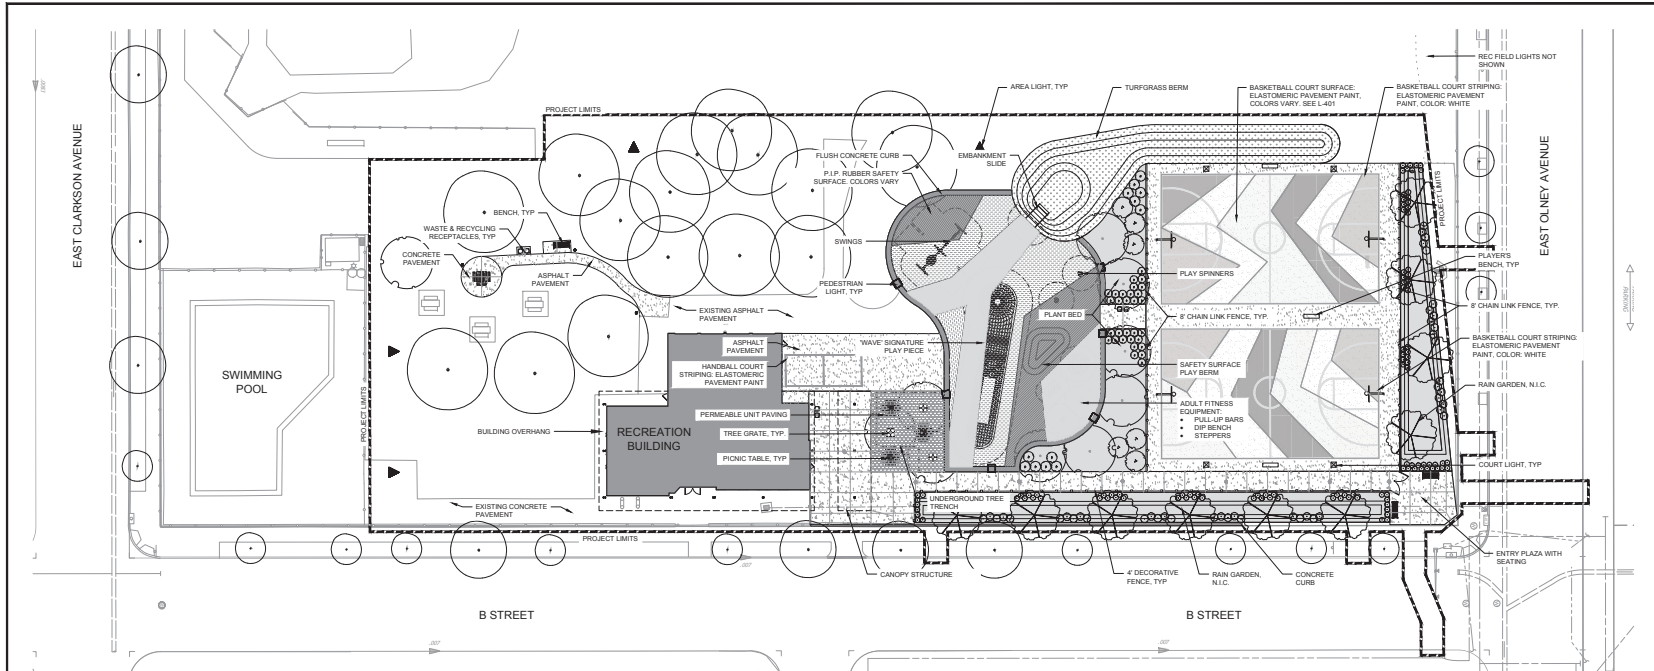 REC FIELD LIGHTS NOT
SHOWN
AREA LIGHT, TYP
TURFGRASS BERM
BASKETBALL COURT SURFACE:
ELASTOMERIC PAVEMENT PAINT,
COLORS VARY. SEE L-401
BASKETBALL COURT STRIPING:
ELASTOMERIC PAVEMENT
PAINT, COLOR: WHITE
PROJECT LIMITS
EAST CLARKSON AVENUE
EAST OLNEY AVENUE
FLUSH CONCRETE CURB
P.I.P. RUBBER SAFETY
SURFACE. COLORS VARY
EMBANKMENT
SLIDE
PROJECT LIMITS
BENCH, TYP
WASTE & RECYCLING
RECEPTACLES, TYP
CONCRETE
PAVEMENT
ASPHALT
PAVEMENT
SWINGS
PEDESTRIAN
LIGHT, TYP
PLAY SPINNERS
PLAYER'S
BENCH, TYP
PARKING
EXISTING ASPHALT
PAVEMENT
PLANT BED
8' CHAIN LINK FENCE, TYP.
8' CHAIN LINK FENCE, TYP.
ASPHALT
PAVEMENT
'WAVE' SIGNATURE
PLAY PIECE
BASKETBALL COURT STRIPING:
ELASTOMERIC PAVEMENT
PAINT, COLOR: WHITE
HANDBALL COURT
STRIPING: ELASTOMERIC
PAVEMENT PAINT
SAFETY SURFACE
PLAY BERM
SWIMMING
POOL
RAIN GARDEN, N.I.C.
PROJECT LIMITS
PERMEABLE UNIT PAVING
ADULT FITNESS
EQUIPMENT:
• PULL-UP BARS
• DIP BENCH
• STEPPERS
BUILDING OVERHANG
RECREATION
BUILDING
TREE GRATE, TYP.
PICNIC TABLE, TYP
COURT LIGHT, TYP
EXISTING CONCRETE
PAVEMENT
UNDERGROUND TREE
TRENCH
PROJECT LIMITS
ENTRY PLAZA WITH
SEATING
CANOPY STRUCTURE
4' DECORATIVE
FENCE, TYP
RAIN GARDEN,
N.I.C.
CONCRETE
CURB
B STREET
B STREET